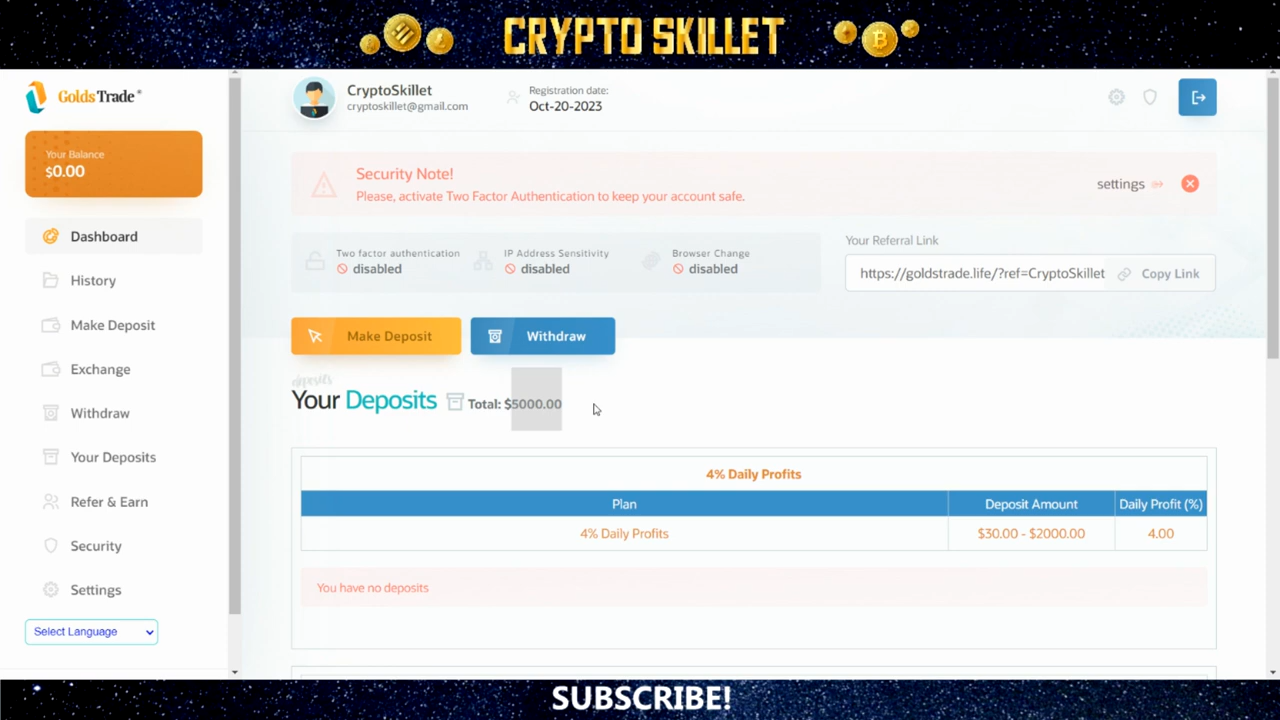 CRYPTO SKILLET
Golds Trade®
Your Balance
$0.00
Dashboard
History
Make Deposit
Exchange
Withdraw
Your Deposits
Refer & Earn
Security
Settings
Select Language
CryptoSkillet
cryptoskillet@gmail.com
Registration date:
Oct-20-2023
Security Note!
Please, activate Two Factor Authentication to keep your account safe.
settings
Two factor authentication
disabled
IP Address Sensitivity
disabled
Browser Change
disabled
Your Referral Link
https://goldstrade.life/?ref=CryptoSkillet
Copy Link
Make Deposit
Withdraw
deposits
Your Deposits
Total: $5000.00
4% Daily Profits
Plan Deposit Amount Daily Profit (%)
4% Daily Profits $30.00 - $2000.00 4.00
You have no deposits
SUBSCRIBE!